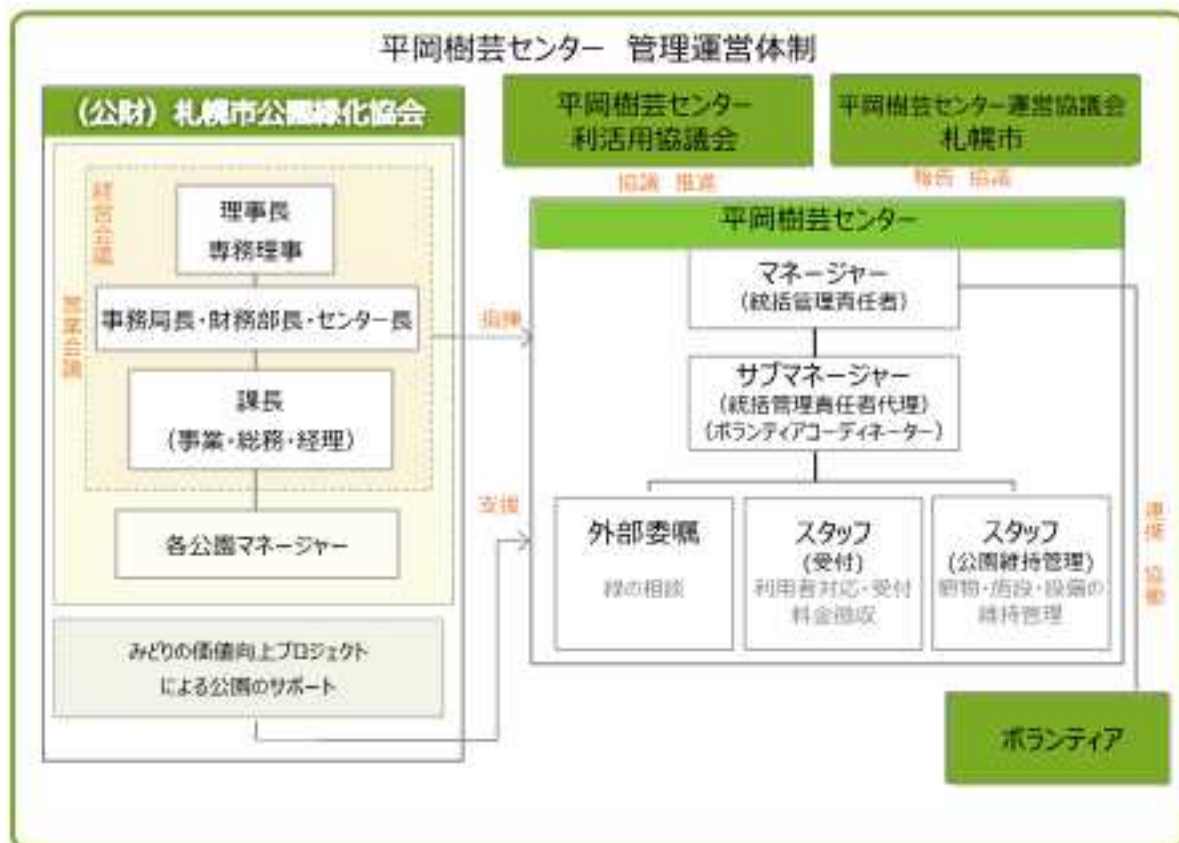 平岡樹芸センター 管理運営体制
(公財)札幌市公園緑化協会
経営会議
営業会議
理事長
専務理事
事務局長・財務部長・センター長
課長
(事業・総務・経理)
各公園マネージャー
みどりの価値向上プロジェクト
による公園のサポート
指揮
支援
平岡樹芸センター
利活用協議会
協議 推進
平岡樹芸センター運営協議会
札幌市
報告 協議
平岡樹芸センター
マネージャー
(統括管理責任者)
サブマネージャー
(統括管理責任者代理)
(ボランティアコーディネーター)
外部委嘱
緑の相談
スタッフ
(受付)
利用者対応・受付
料金徴収
スタッフ
(公園維持管理)
植物・施設・設備の
維持管理
連携 協働
ボランティア